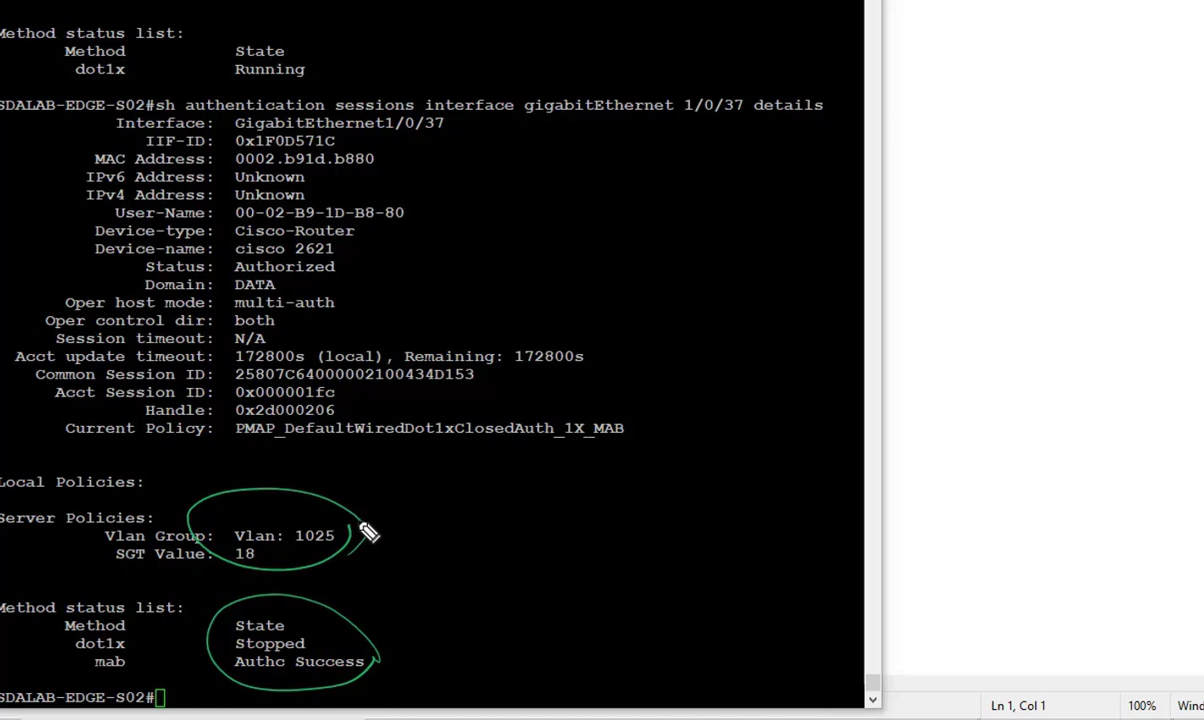 Method status list:
Method State
dot1x Running
SDALAB-EDGE-S02#sh authentication sessions interface gigabitEthernet 1/0/37 details
Interface: GigabitEthernet1/0/37
IIF-ID: 0x1F0D571C
MAC Address: 0002.b91d.b880
IPv6 Address: Unknown
IPv4 Address: Unknown
User-Name: 00-02-B9-1D-B8-80
Device-type: Cisco-Router
Device-name: cisco 2621
Status: Authorized
Domain: DATA
Oper host mode: multi-auth
Oper control dir: both
Session timeout: N/A
Acct update timeout: 172800s (local), Remaining: 172800s
Common Session ID: 25807C64000002100434D153
Acct Session ID: 0x000001fc
Handle: 0x2d000206
Current Policy: PMAP_DefaultWiredDot1xClosedAuth_1X_MAB
Local Policies:
Server Policies:
Vlan Group: Vlan: 1025
SGT Value: 18
Method status list:
Method State
dot1x Stopped
mab Authc Success
SDALAB-EDGE-S02#
Ln 1, Col 1 100% Wind